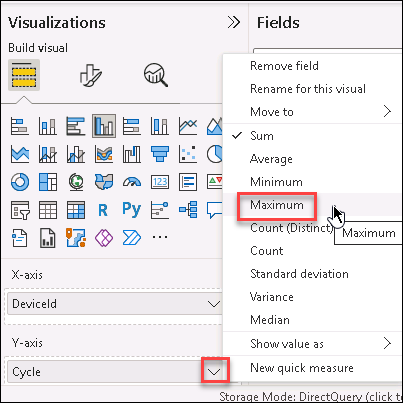 Visualizations
Fields
Build visual
Remove field
Rename for this visual
Move to
Sum
Average
Minimum
Maximum
Count (Distinct)
Maximum
Count
Standard deviation
Variance
Median
Show value as
New quick measure
123
R Py
X-axis
DeviceId
Y-axis
Cycle
Storage Mode: DirectQuery (click to